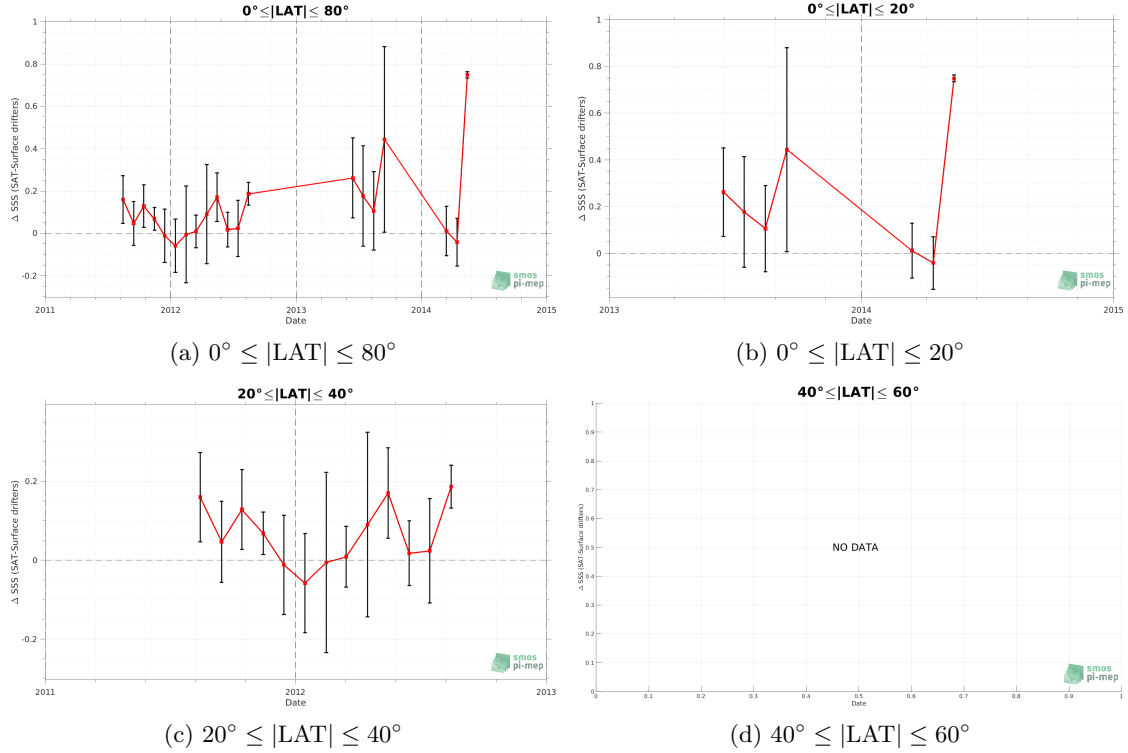 0°≤|LAT|≤ 80°
1
0.8
0.6
0.4
0.2
0
-0.2
Δ SSS (SAT-Surface drifters)
2011
2012
2013
2014
2015
Date
smos
pi-mep
(a) 0° ≤ |LAT| ≤ 80°
0°≤|LAT|≤ 20°
1
0.8
0.6
0.4
0.2
0
Δ SSS (SAT-Surface drifters)
2013
2014
2015
Date
smos
pi-mep
(b) 0° ≤ |LAT| ≤ 20°
20°≤|LAT|≤ 40°
0.2
0
-0.2
Δ SSS (SAT-Surface drifters)
2011
2012
2013
Date
smos
pi-mep
(c) 20° ≤ |LAT| ≤ 40°
40°≤|LAT|≤ 60°
1
0.9
0.8
0.7
0.6
0.5
0.4
0.3
0.2
0.1
0
Δ SSS (SAT-Surface drifters)
NO DATA
0
0.1
0.2
0.3
0.4
0.5
0.6
0.7
0.8
0.9
1
Date
smos
pi-mep
(d) 40° ≤ |LAT| ≤ 60°